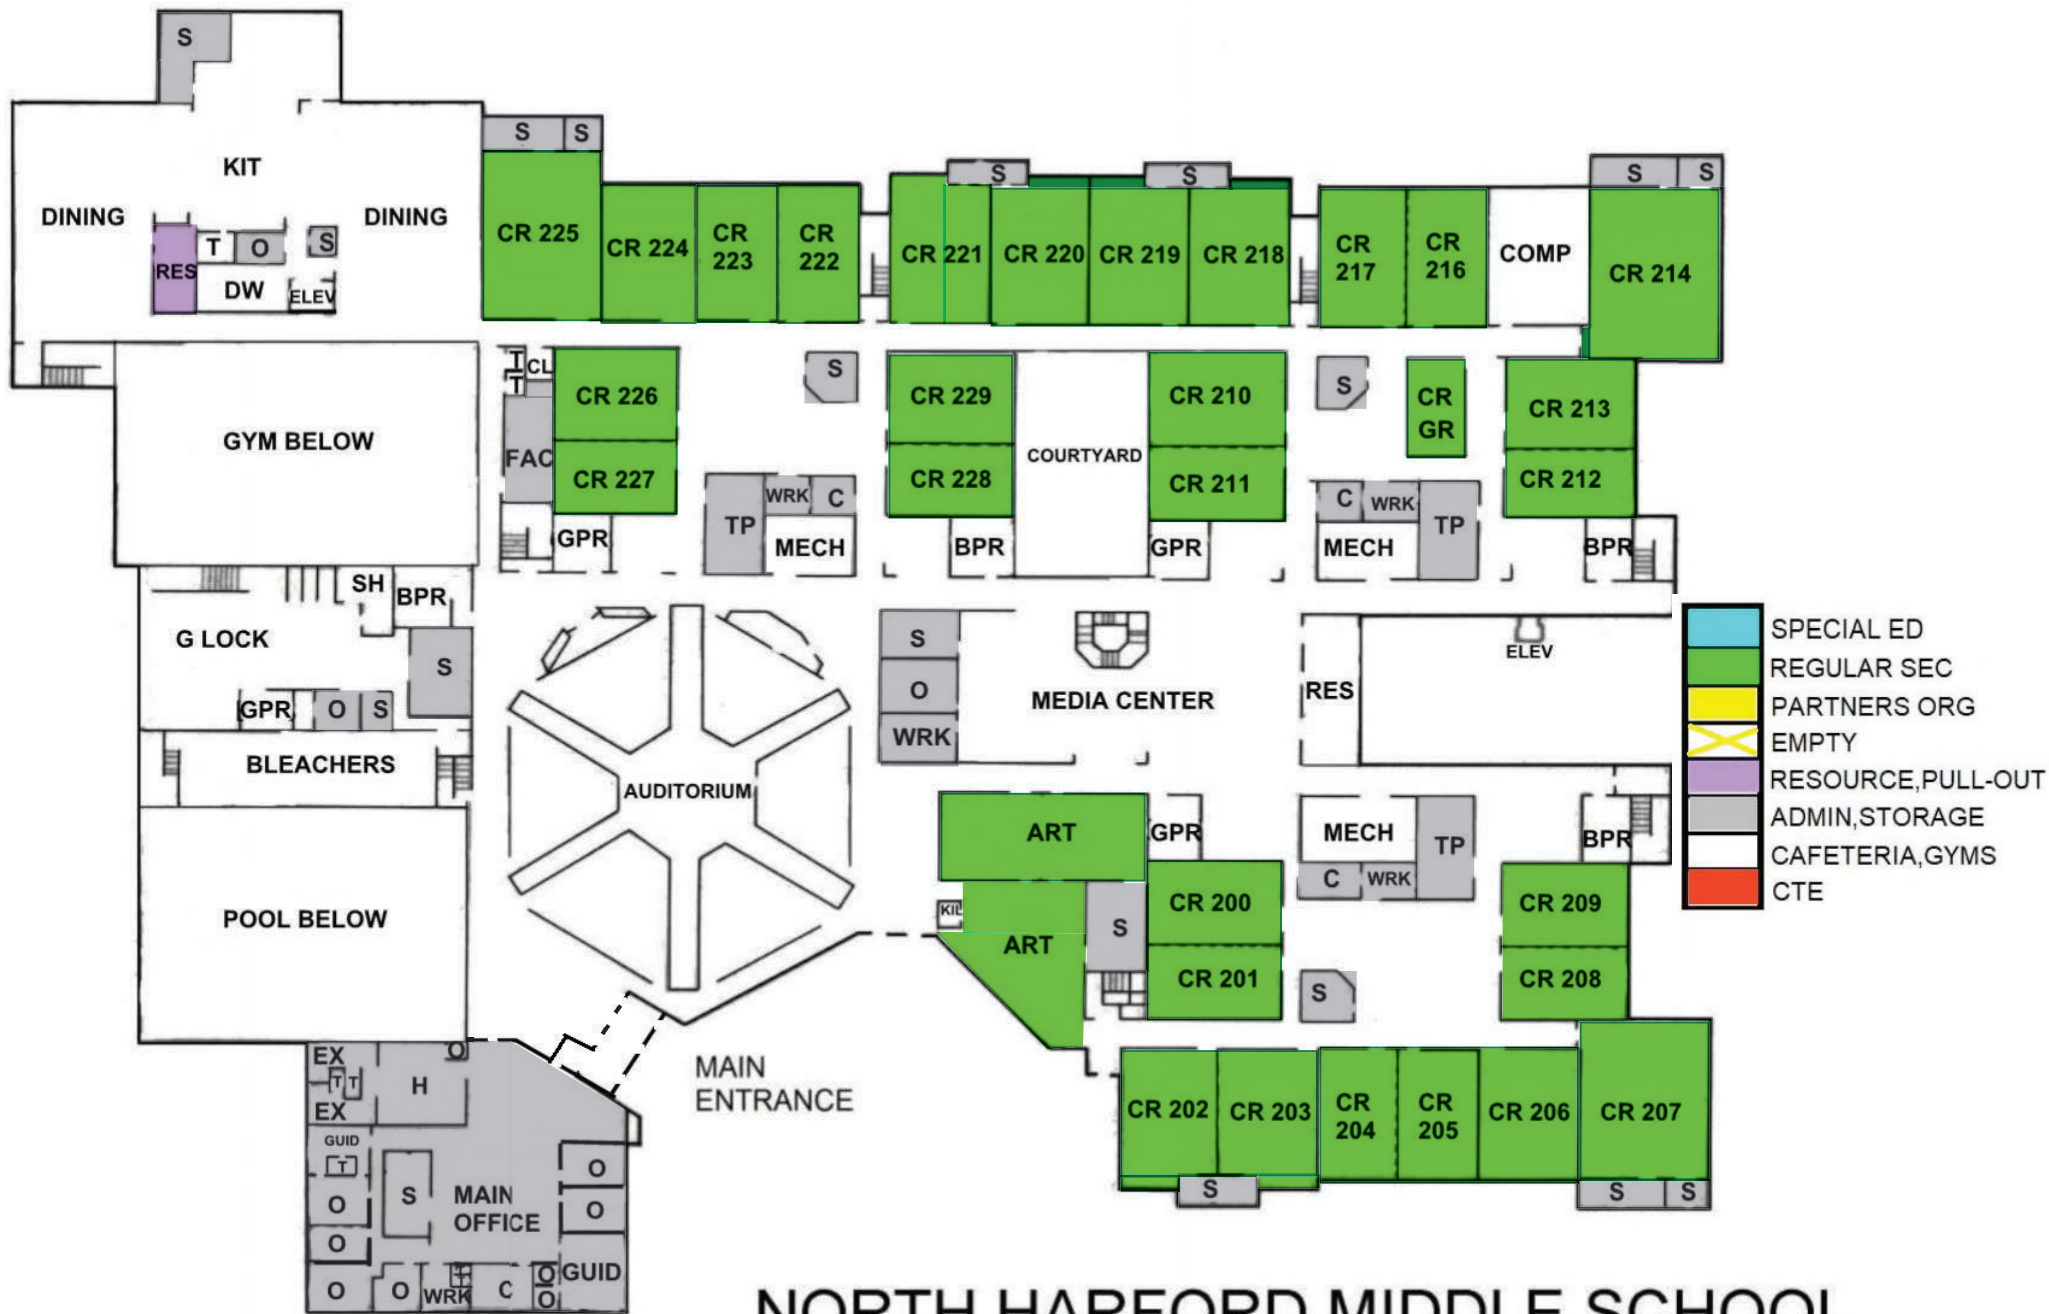 S
KIT
DINING
DINING
RES
T
O
S
DW
ELEV
S
S
CR 225
CR 224
CR
223
CR
222
S
S
CR 221
CR 220
CR 219
CR 218
CR
217
CR
216
COMP
S
S
CR 214
GYM BELOW
T
T
CL
FAC
CR 226
CR 227
GPR
S
TP
WRK
C
MECH
CR 229
CR 228
BPR
COURTYARD
CR 210
CR 211
GPR
S
CR
GR
C
WRK
TP
MECH
CR 213
CR 212
BPR
SH
BPR
G LOCK
S
GPR
O
S
BLEACHERS
AUDITORIUM
S
O
WRK
MEDIA CENTER
RES
ELEV
SPECIAL ED
REGULAR SEC
PARTNERS ORG
EMPTY
RESOURCE,PULL-OUT
ADMIN,STORAGE
CAFETERIA,GYMS
CTE
POOL BELOW
ART
GPR
KIL
ART
S
CR 200
CR 201
MECH
TP
C
WRK
S
BPR
CR 209
CR 208
CR 202
CR 203
CR
204
CR
205
CR 206
CR 207
S
S
S
MAIN
ENTRANCE
EX
T
T
EX
H
O
GUID
T
O
O
O
S
MAIN
OFFICE
O
O
GUID
O
WRK
T
T
C
O
O
NORTH HARFORD MIDDLE SCHOOL